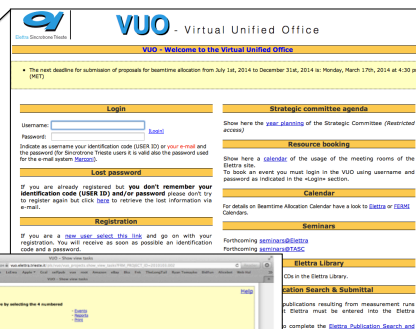 Elettra Sincrotrone Trieste
VUO - Virtual Unified Office
VUO - Welcome to the Virtual Unified Office
The next deadline for submission of proposals for beamtime allocation from July 1st, 2014 to December 31st, 2014 is: Monday, March 17th, 2014 at 4:30 p
(MET)
Login
Username:
[Login]
Password:
Indicate as username your identification code (USER ID) or your e-mail and
the password (for Sincrotrone Trieste users it is valid also the password used
for the e-mail system Marconi).
Lost password
If you are already registered but you don't remember your
identification code (USER ID) and/or password please don't try
to register again but click here to retrieve the lost information via
e-mail.
Registration
If you are a new user select this link and go on with your
registration. You will receive as soon as possible an identification
code and a password.
Strategic committee agenda
Show here the year planning of the Strategic Committee (Restricted
access)
Resource booking
Show here a calendar of the usage of the meeting rooms of the
Elettra site.
To book an event you must login in the VUO using username and
password as indicated in the «Login» section.
Calendar
For details on Beamtime Allocation Calendar have a look to Elettra or FERMI
Calendars.
Seminars
Forthcoming seminars@Elettra
Forthcoming seminars@TASC
Elettra Library
CDs in the Elettra Library.
cation Search & Submittal
publications resulting from measurement runs
t Elettra must be entered into the Elettra
o complete the Elettra Publication Search and
VUO - Show view tasks
VUO - Show view tasks
Help
s by selecting the 4 numbered
- Events
- Reports
- Print